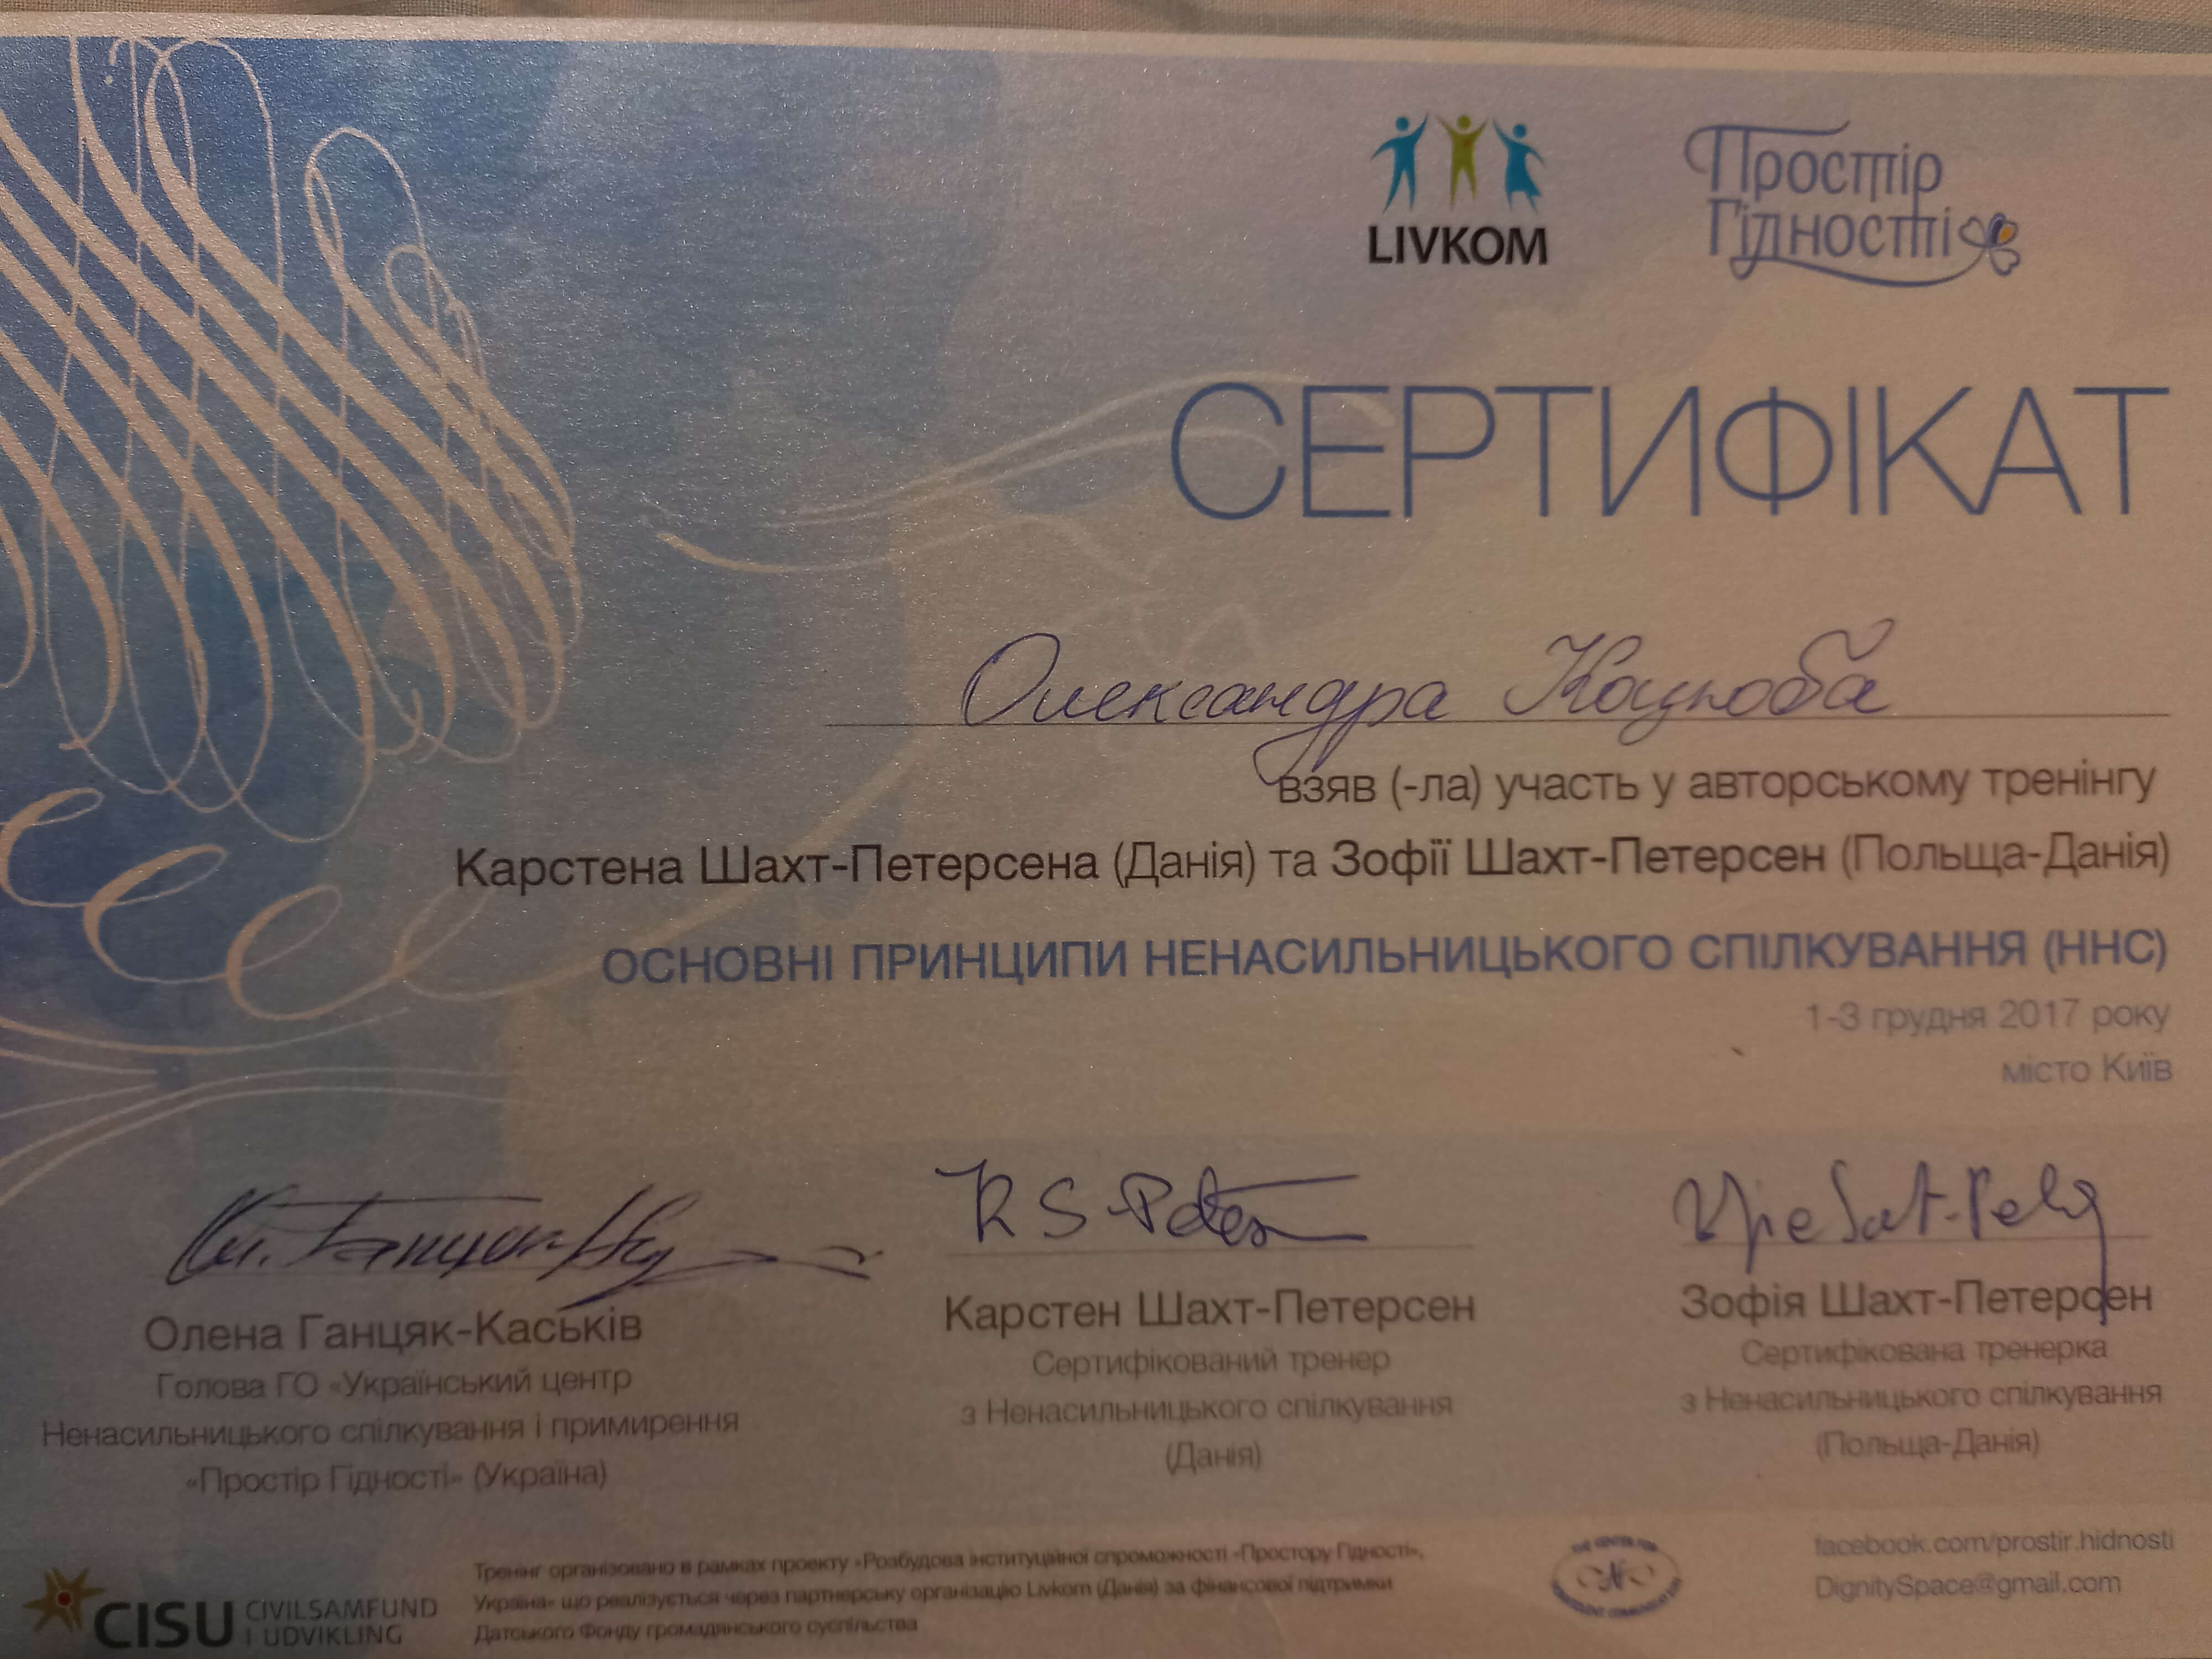 LIVKOM
Простір
Гідності
СЕРТИФІКАТ
Олександра Коцюба
взяв (-ла) участь у авторському тренінгу
Карстена Шахт-Петерсена (Данія) та Зофії Шахт-Петерсен (Польща-Данія)
ОСНОВНІ ПРИНЦИПИ НЕНАСИЛЬНИЦЬКОГО СПІЛКУВАННЯ (ННС)
1-3 грудня 2017 року
місто Київ
Олена Ганцяк-Каськів
Голова ГО «Український центр
Ненасильницького спілкування і примирення
«Простір Гідності» (Україна)
Карстен Шахт-Петерсен
Сертифікований тренер
з Ненасильницького спілкування
(Данія)
Зофія Шахт-Петерсен
Сертифікована тренерка
з Ненасильницького спілкування
(Польща-Данія)
CISU CIVILSAMFUND
I UDVIKLING
Тренінг організовано в рамках проекту «Розбудова інституційної спроможності «Простору Гідності»,
Україна» що реалізується через партнерську організацію Livkom (Данія) за фінансової підтримки
Датського Фонду громадянського суспільства
THE CENTER FOR
CNVC
facebook.com/prostir.hidnosti
DignitySpace@gmail.com